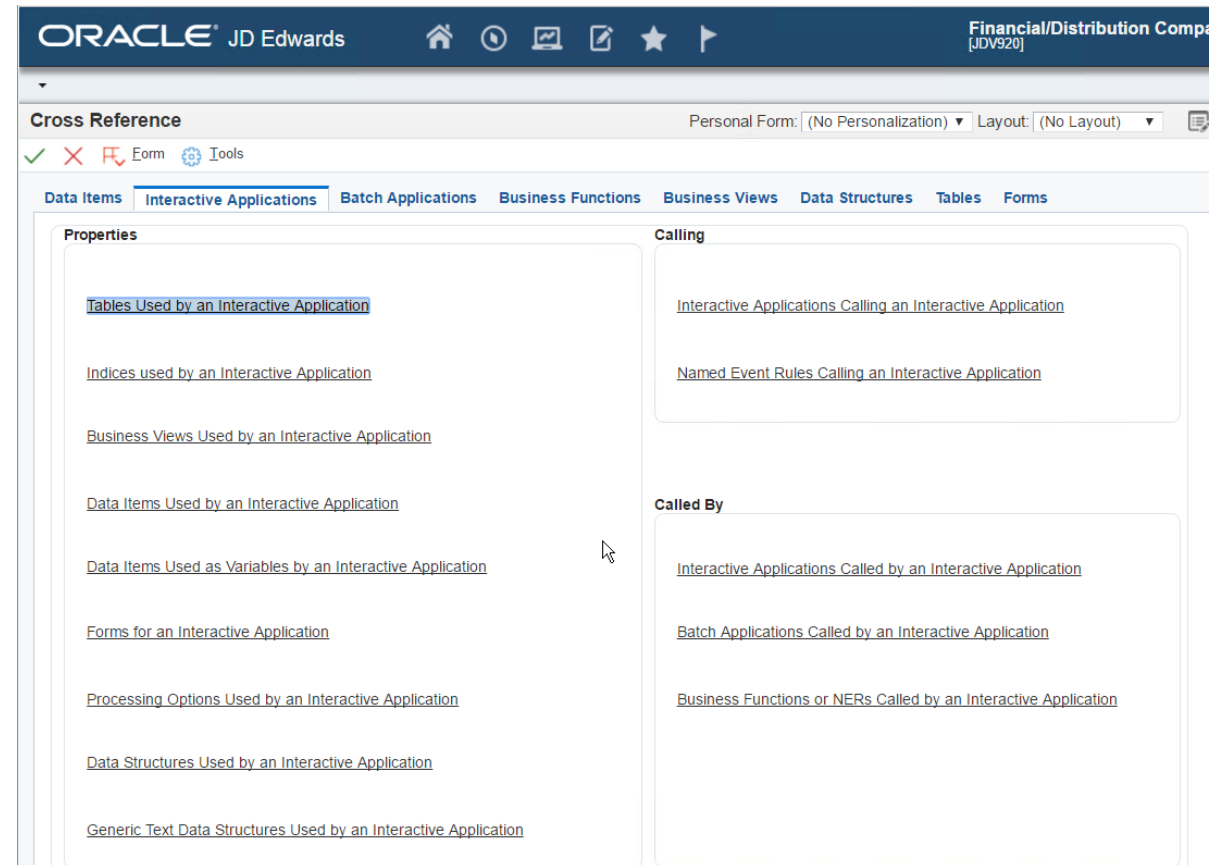 ORACLE JD Edwards
Financial/Distribution Compa
[JDV920]
Cross Reference
Personal Form: (No Personalization) Layout: (No Layout)
Form Tools
Data Items Interactive Applications Batch Applications Business Functions Business Views Data Structures Tables Forms
Properties
Tables Used by an Interactive Application
Indices used by an Interactive Application
Business Views Used by an Interactive Application
Data Items Used by an Interactive Application
Data Items Used as Variables by an Interactive Application
Forms for an Interactive Application
Processing Options Used by an Interactive Application
Data Structures Used by an Interactive Application
Generic Text Data Structures Used by an Interactive Application
Calling
Interactive Applications Calling an Interactive Application
Named Event Rules Calling an Interactive Application
Called By
Interactive Applications Called by an Interactive Application
Batch Applications Called by an Interactive Application
Business Functions or NERs Called by an Interactive Application